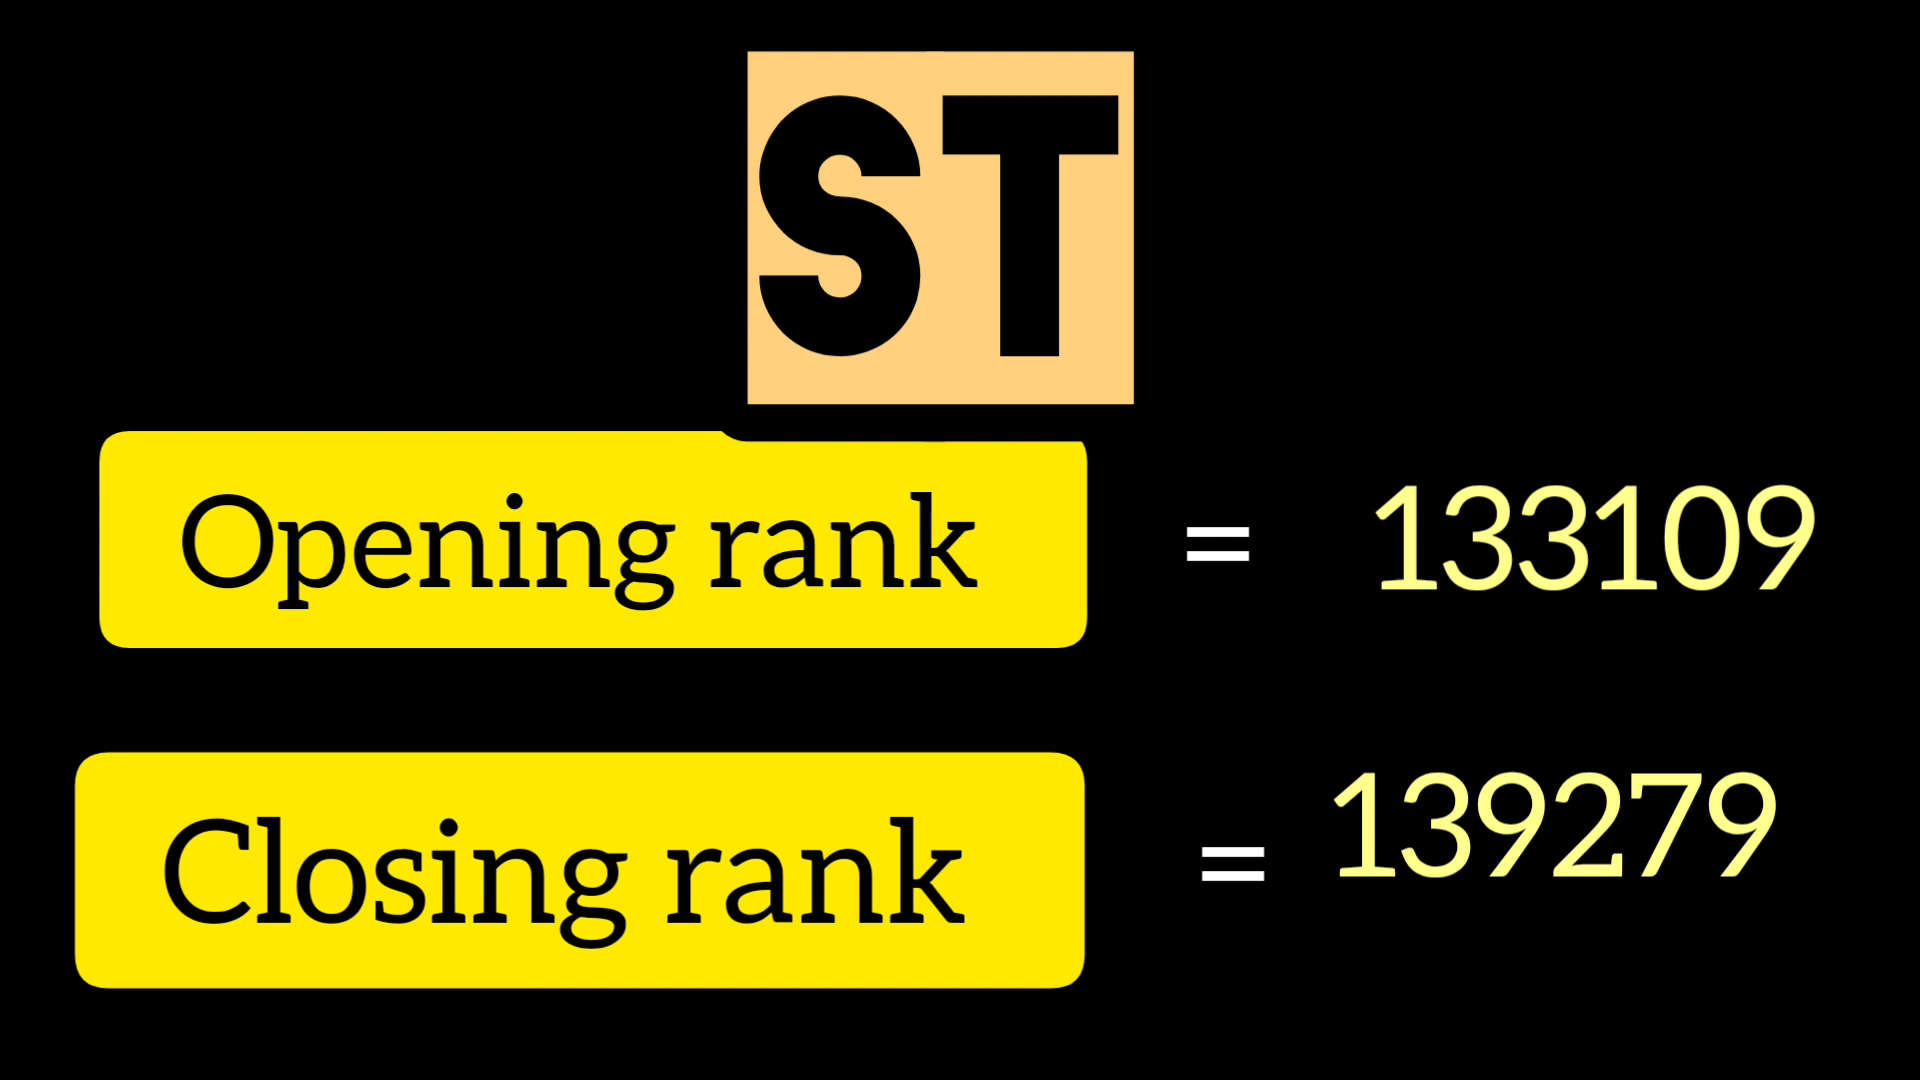 ST
Opening rank = 133109
Closing rank = 139279